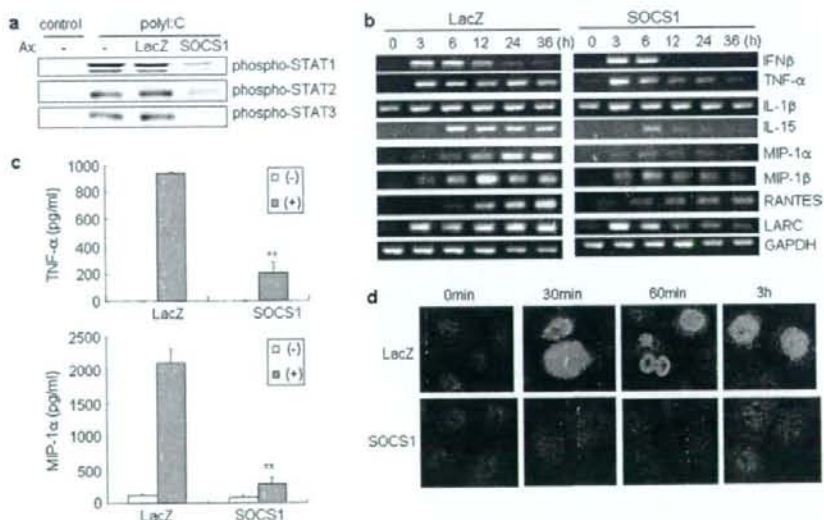 a
control polyI:C
Ax: - - LacZ SOCS1
phospho-STAT1
phospho-STAT2
phospho-STAT3
b
LacZ SOCS1
0 3 6 12 24 36 (h) 0 3 6 12 24 36 (h)
IFNβ
TNF-α
IL-1β
IL-15
MIP-1α
MIP-1β
RANTES
LARC
GAPDH
c
TNF-α (pg/ml)
1000
800
600
400
200
0
(-)
(+)
**
LacZ SOCS1
MIP-1α (pg/ml)
2500
2000
1500
1000
500
0
(-)
(+)
**
LacZ SOCS1
d
0min 30min 60min 3h
LacZ
SOCS1